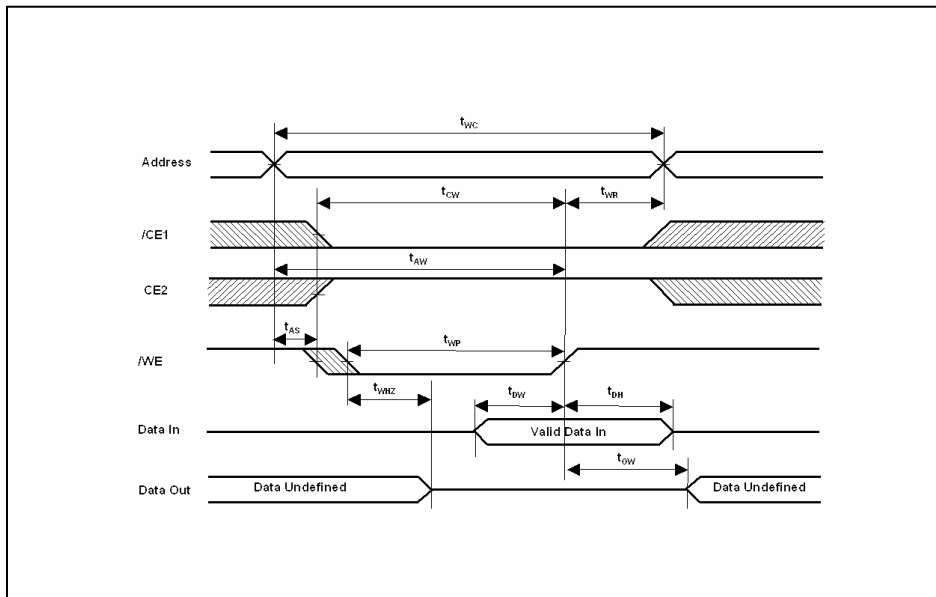 tWC
Address
tCW
tWR
/CE1
tAW
CE2
tAS
tWP
/WE
tWHZ
tDW
tDH
Data In
Valid Data In
tOW
Data Out
Data Undefined
Data Undefined